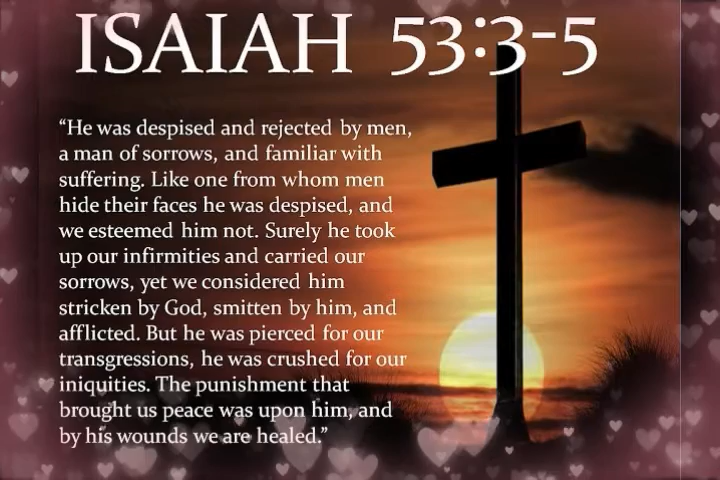 ISAIAH 53:3-5
“He was despised and rejected by men,
a man of sorrows, and familiar with
suffering. Like one from whom men
hide their faces he was despised, and
we esteemed him not. Surely he took
up our infirmities and carried our
sorrows, yet we considered him
stricken by God, smitten by him, and
afflicted. But he was pierced for our
transgressions, he was crushed for our
iniquities. The punishment that
brought us peace was upon him, and
by his wounds we are healed.”